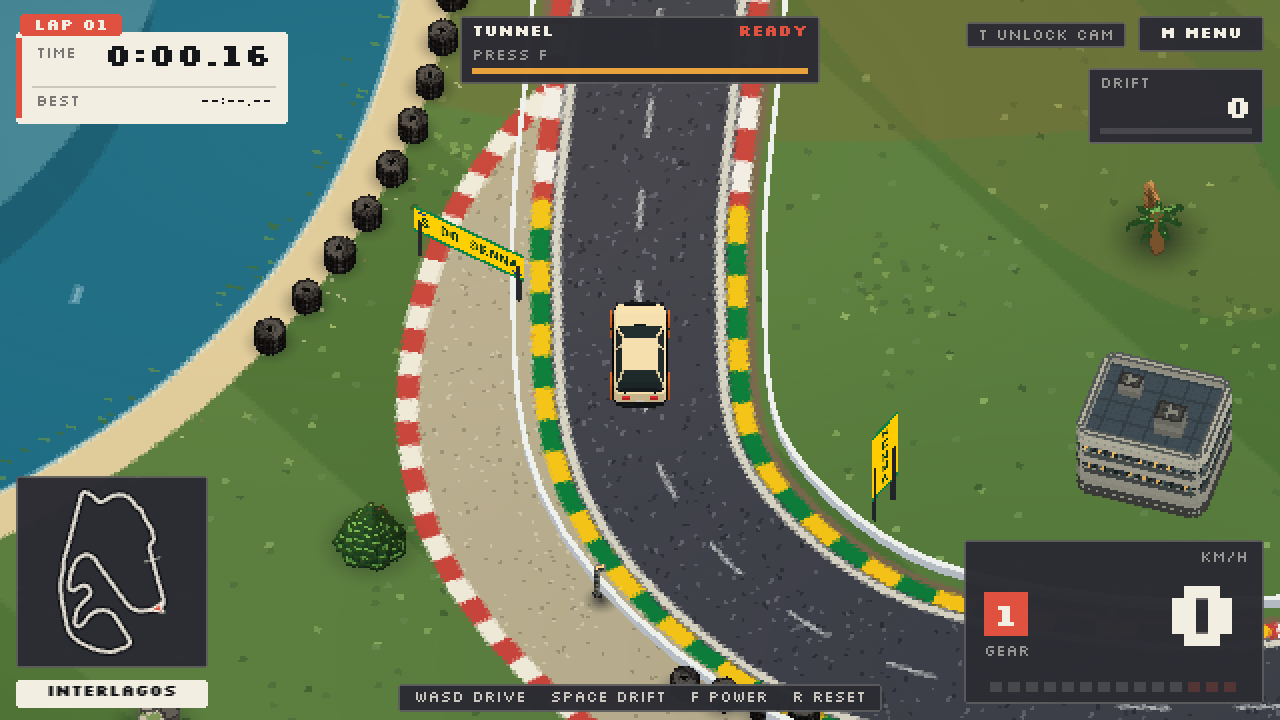 LAP 01
TIME 0:00.16
BEST --:--.--
TUNNEL READY
PRESS F
T UNLOCK CAM
M MENU
DRIFT
0
S DO SENNA
KM/H
1
0
GEAR
INTERLAGOS
WASD DRIVE SPACE DRIFT F POWER R RESET